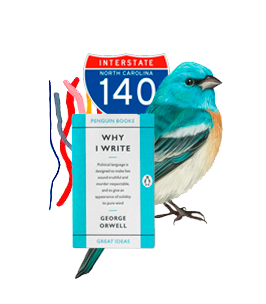 INTERSTATE
NORTH CAROLINA
140
PENGUIN BOOKS
WHY
I WRITE
Political language is
designed to make lies
sound truthful and
murder respectable,
and to give an
appearance of solidity
to pure wind
GEORGE
ORWELL
GREAT IDEAS